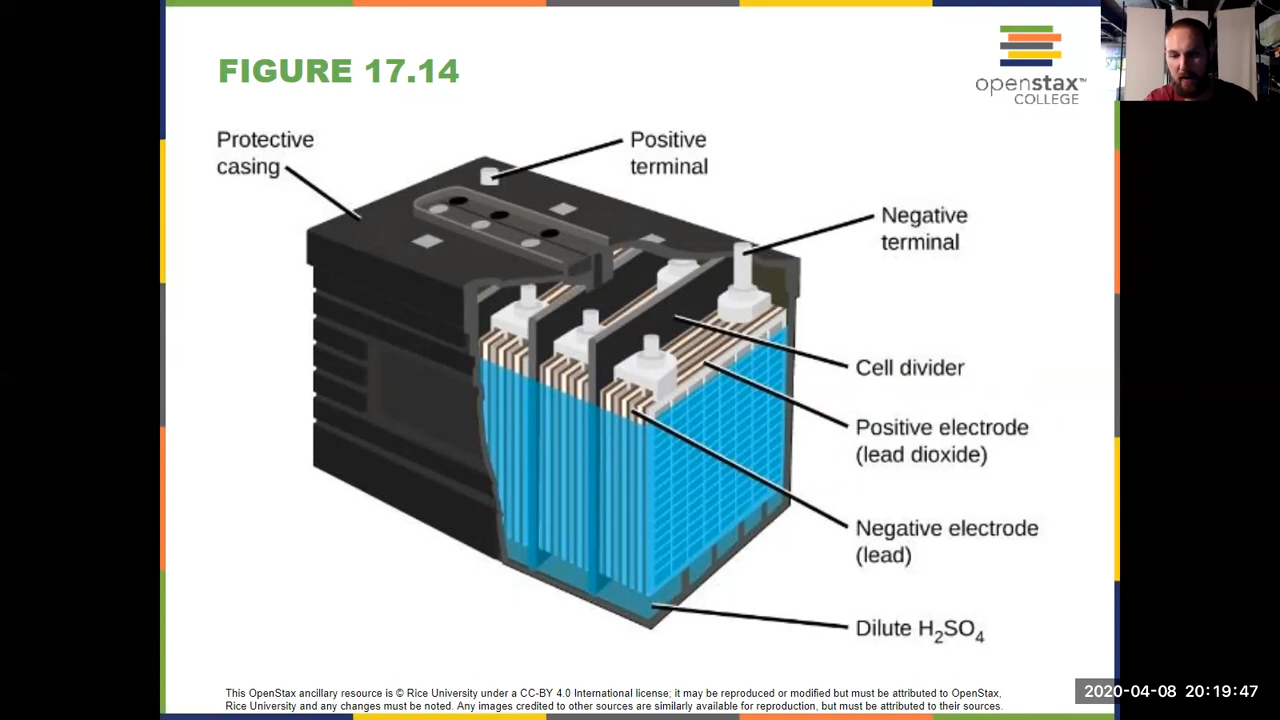 FIGURE 17.14
openstax™
COLLEGE
Protective
casing
Positive
terminal
Negative
terminal
Cell divider
Positive electrode
(lead dioxide)
Negative electrode
(lead)
Dilute H₂SO₄
This OpenStax ancillary resource is © Rice University under a CC-BY 4.0 International license; it may be reproduced or modified but must be attributed to OpenStax,
Rice University and any changes must be noted. Any images credited to other sources are similarly available for reproduction, but must be attributed to their sources.
2020-04-08 20:19:47